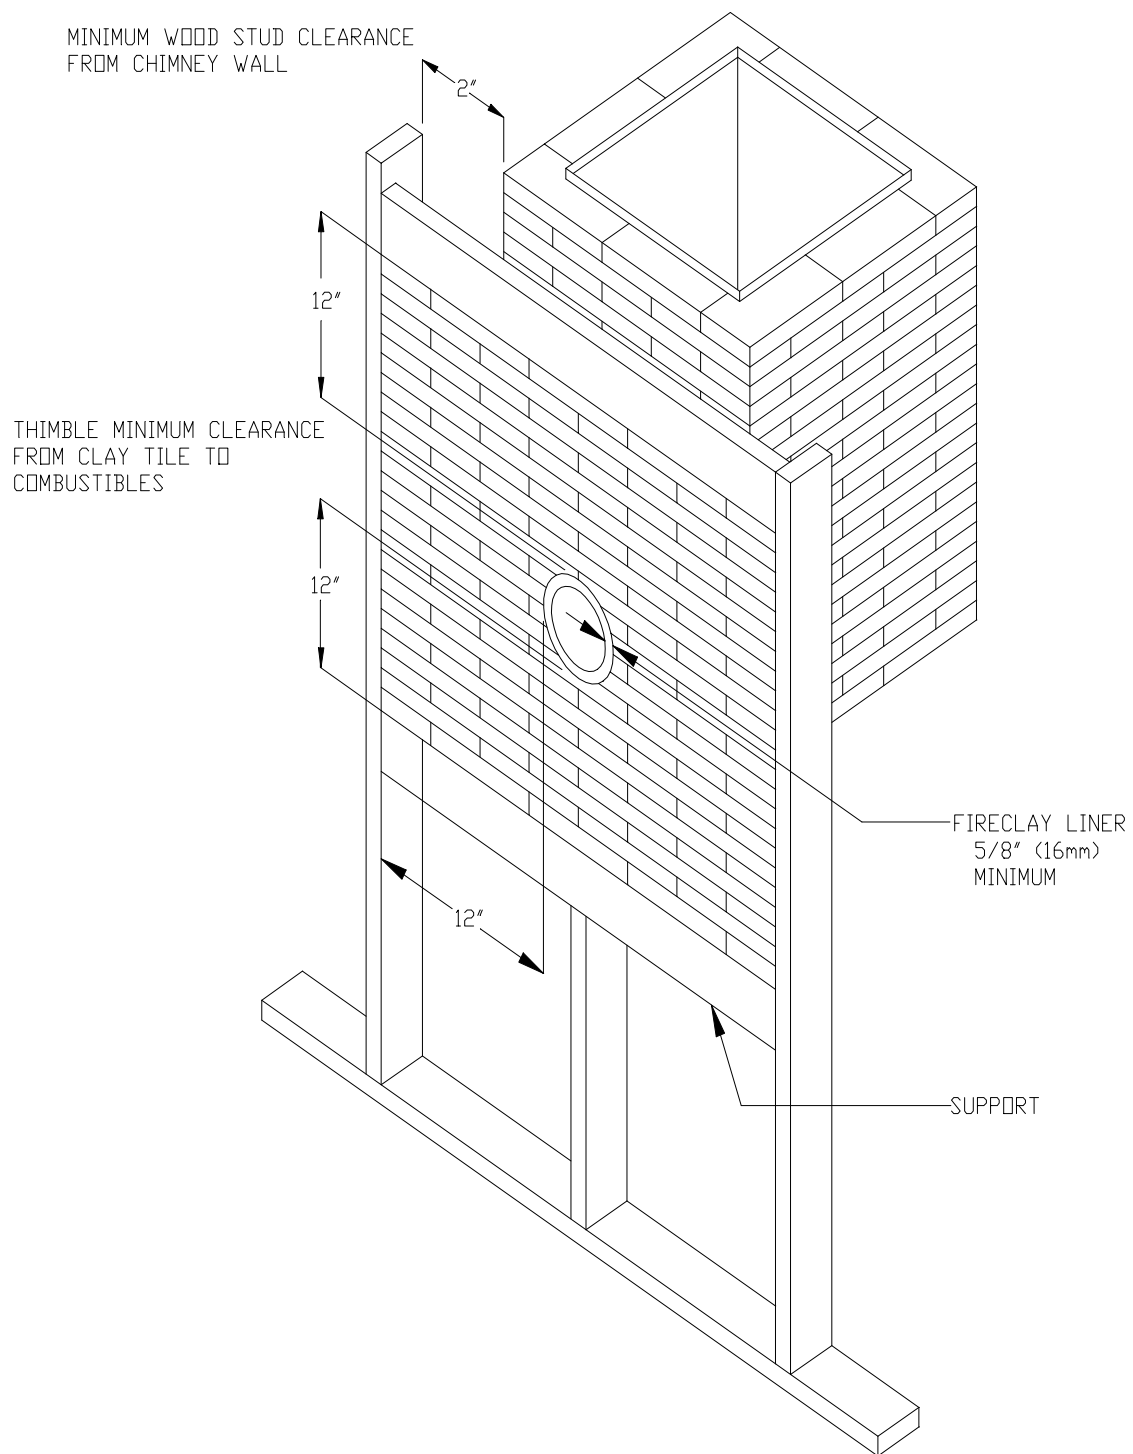 MINIMUM WOOD STUD CLEARANCE
FROM CHIMNEY WALL
2"
12"
THIMBLE MINIMUM CLEARANCE
FROM CLAY TILE TO
COMBUSTIBLES
12"
FIRECLAY LINER
5/8" (16mm)
MINIMUM
12"
SUPPORT